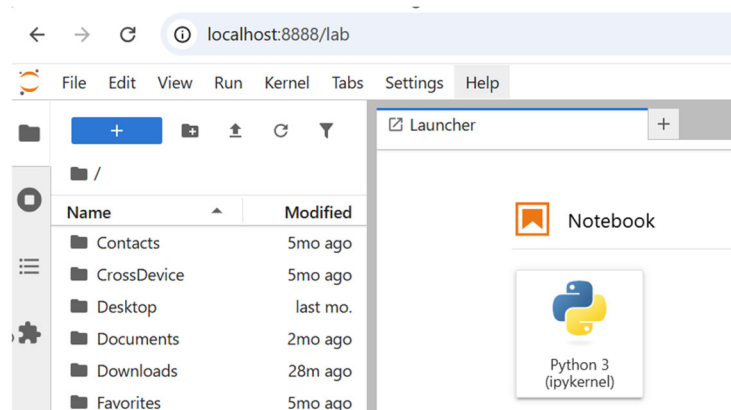 localhost:8888/lab
File Edit View Run Kernel Tabs Settings Help
+
Launcher
+
/
Name Modified
Contacts 5mo ago
CrossDevice 5mo ago
Desktop last mo.
Documents 2mo ago
Downloads 28m ago
Favorites 5mo ago
Notebook
Python 3
(ipykernel)